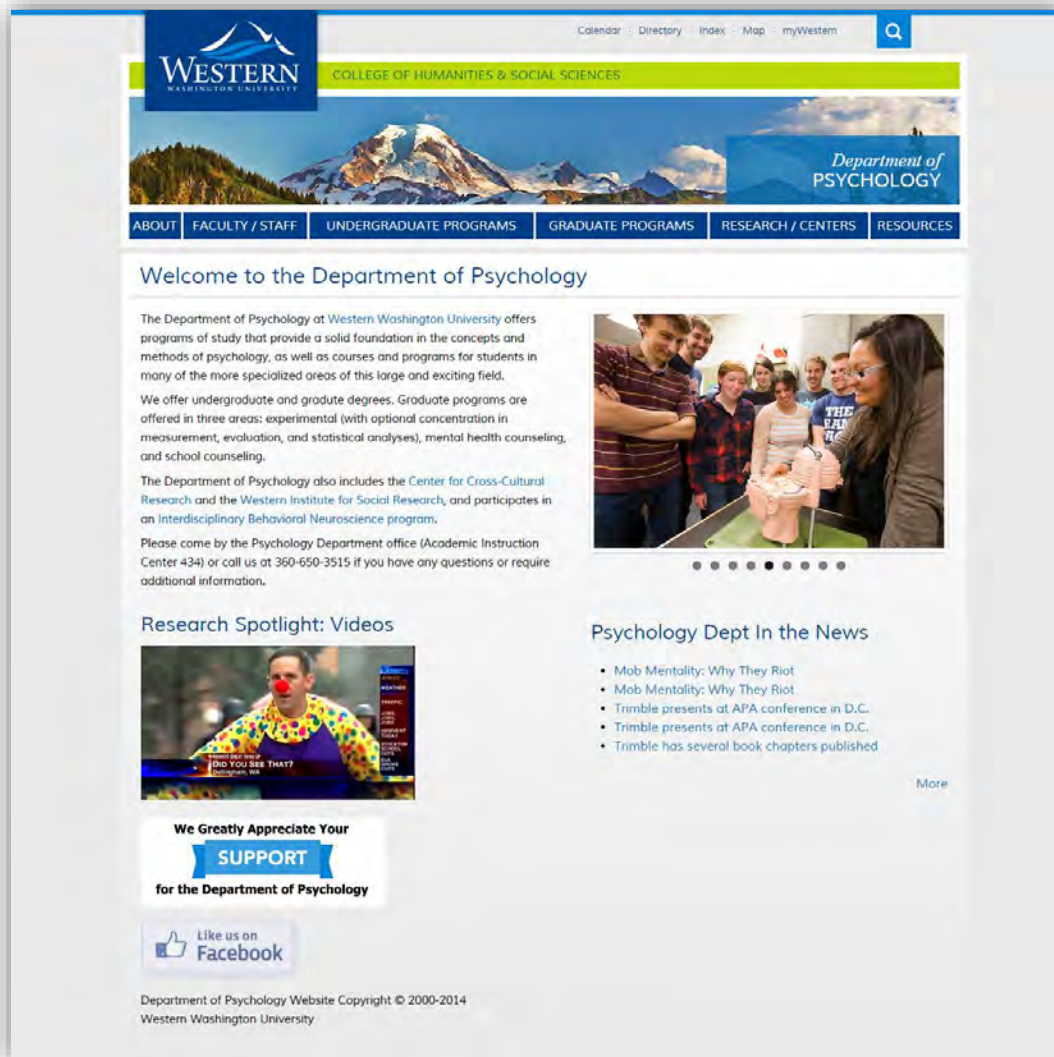 Calendar Directory Index Map myWestern
WESTERN
WASHINGTON UNIVERSITY
COLLEGE OF HUMANITIES & SOCIAL SCIENCES
Department of
PSYCHOLOGY
ABOUT FACULTY / STAFF UNDERGRADUATE PROGRAMS GRADUATE PROGRAMS RESEARCH / CENTERS RESOURCES
Welcome to the Department of Psychology
The Department of Psychology at Western Washington University offers
programs of study that provide a solid foundation in the concepts and
methods of psychology, as well as courses and programs for students in
many of the more specialized areas of this large and exciting field.
We offer undergraduate and gradute degrees. Graduate programs are
offered in three areas: experimental (with optional concentration in
measurement, evaluation, and statistical analyses), mental health counseling,
and school counseling.
The Department of Psychology also includes the Center for Cross-Cultural
Research and the Western Institute for Social Research, and participates in
an Interdisciplinary Behavioral Neuroscience program.
Please come by the Psychology Department office (Academic Instruction
Center 434) or call us at 360-650-3515 if you have any questions or require
additional information.
THE
Research Spotlight: Videos
WEATHER
TRAFFIC
DID YOU SEE THAT?
Bellingham, WA
We Greatly Appreciate Your
SUPPORT
for the Department of Psychology
Like us on
Facebook
Psychology Dept In the News
• Mob Mentality: Why They Riot
• Mob Mentality: Why They Riot
• Trimble presents at APA conference in D.C.
• Trimble presents at APA conference in D.C.
• Trimble has several book chapters published
More
Department of Psychology Website Copyright © 2000-2014
Western Washington University